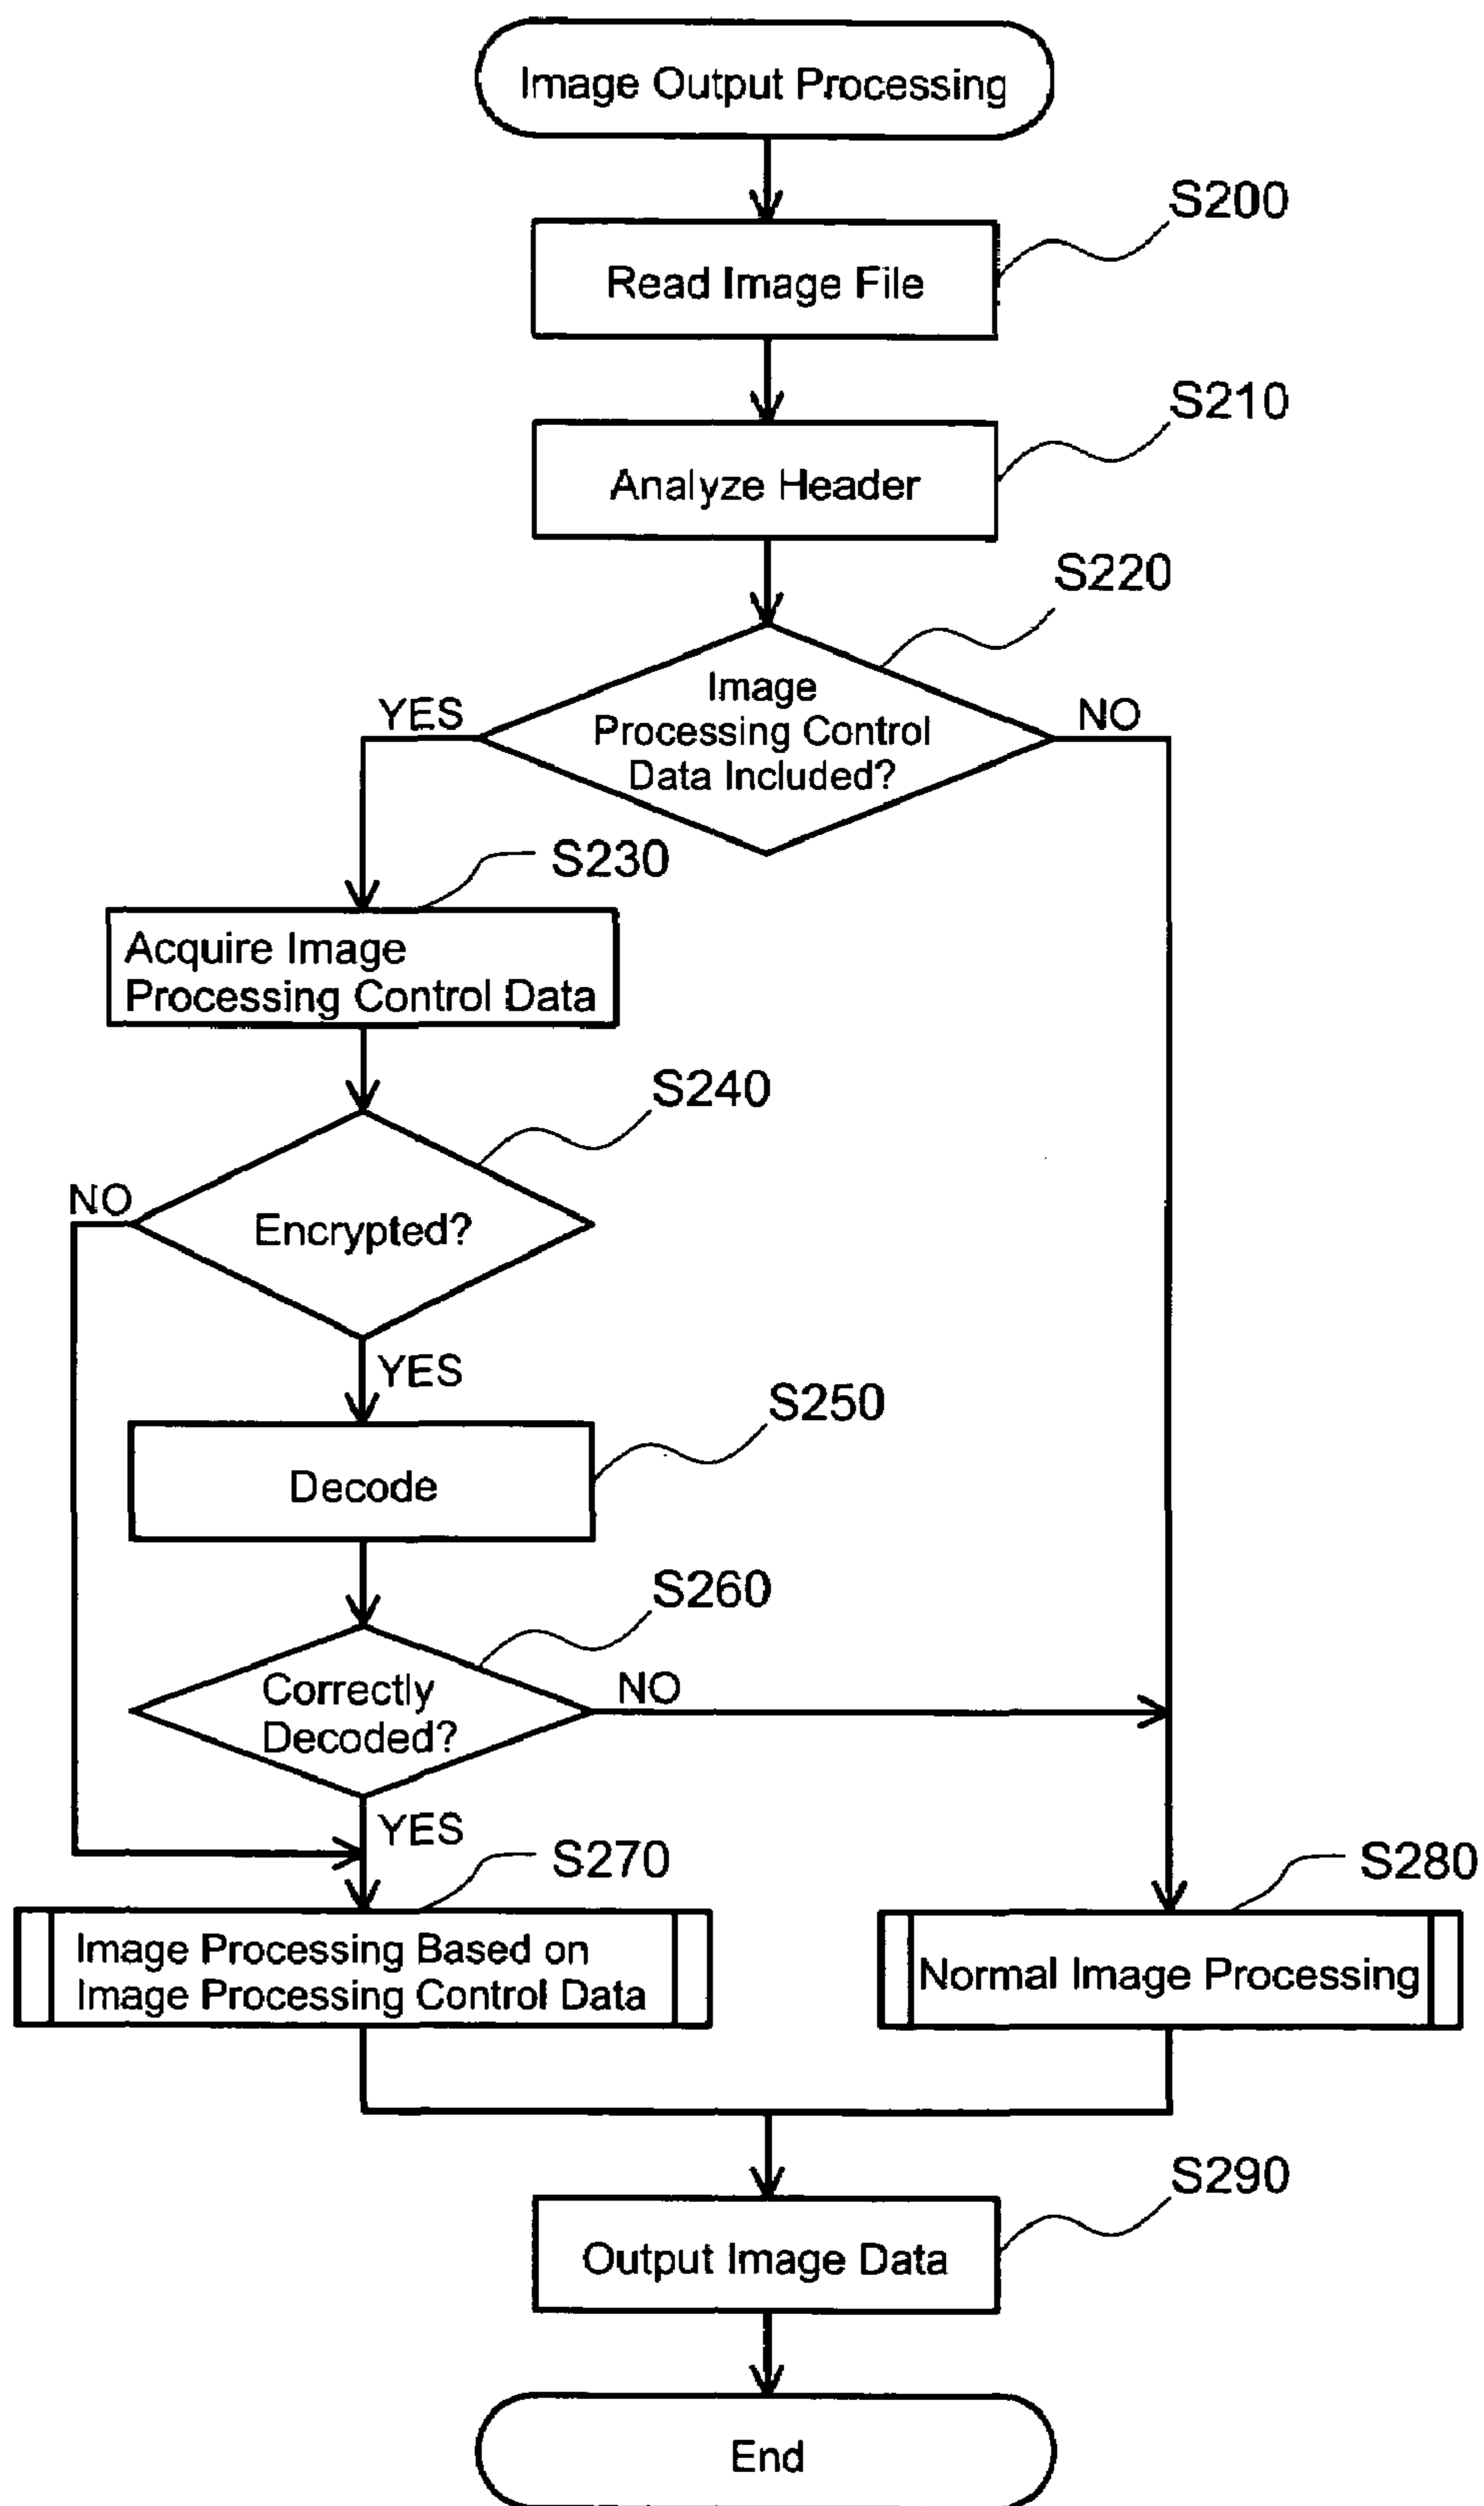 Image Output Processing
S200
Read Image File
S210
Analyze Header
S220
Image
Processing Control
Data Included?
YES
NO
S230
Acquire Image
Processing Control Data
S240
NO
Encrypted?
YES
S250
Decode
S260
Correctly
Decoded?
NO
YES
S270
S280
Image Processing Based on
Image Processing Control Data
Normal Image Processing
S290
Output Image Data
End